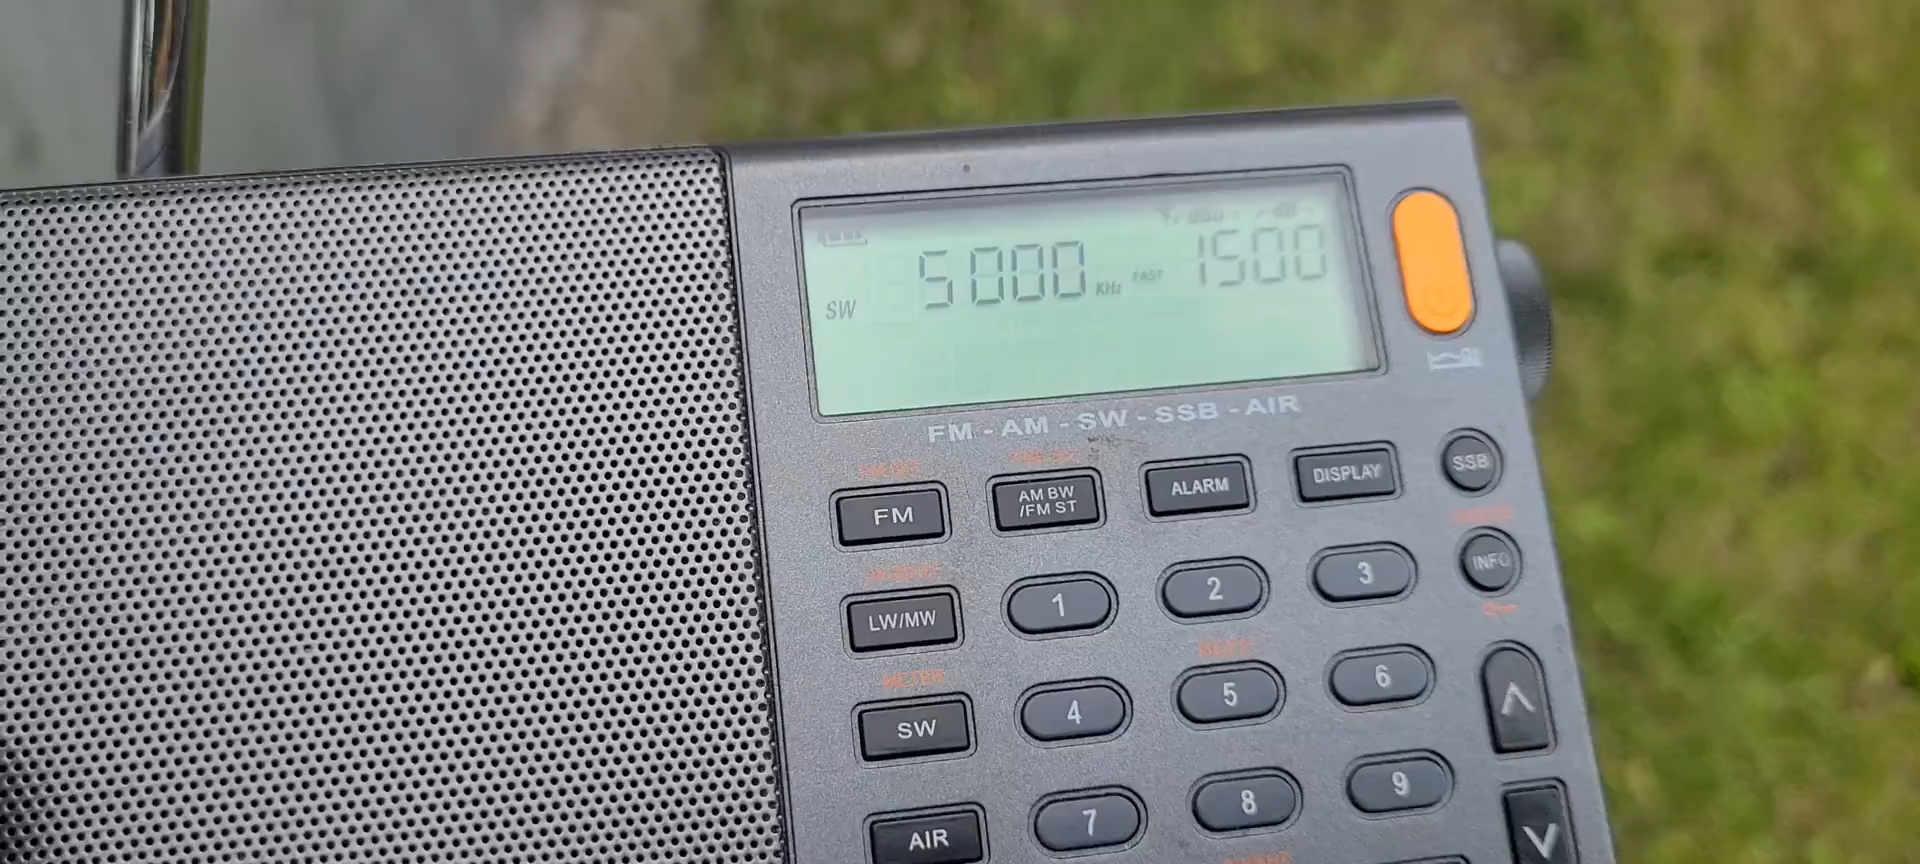 SW 5000 KHz FAST 1500
FM - AM - SW - SSB - AIR
FM
AM BW
/FM ST
ALARM
DISPLAY
SSB
INFO
LW/MW
1
2
3
METER
BEEP
SW
4
5
6
AIR
7
8
9